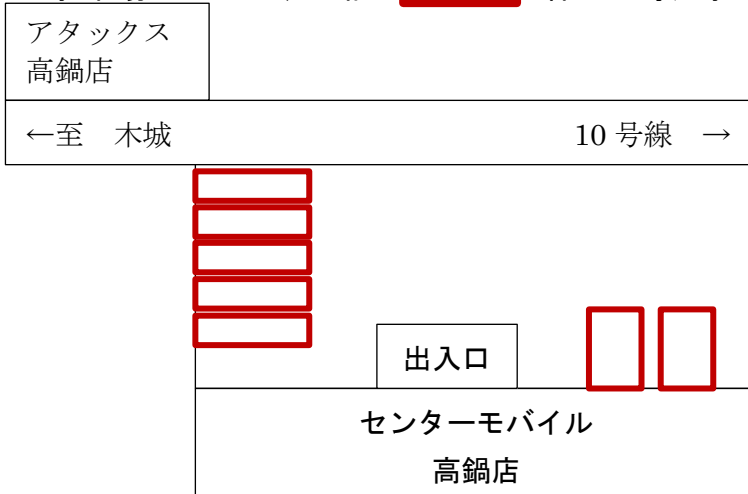 アタックス
高鍋店
←至　木城
10 号線　→
出入口
センターモバイル
高鍋店